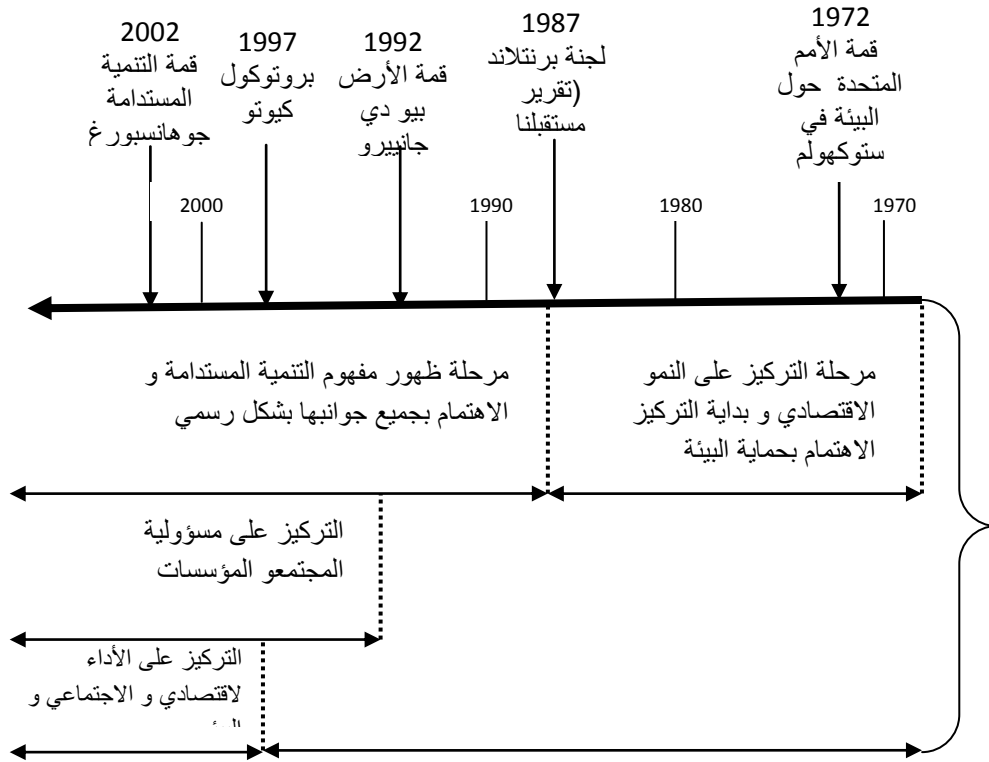 1972
قمة الأمم
المتحدة حول
البيئة في
ستوكهولم
1987
لجنة برنتلاند
(تقرير
مستقبلنا
1992
قمة الأرض
بيو دي
جانييرو
1997
بروتوكول
كيوتو
2002
قمة التنمية
المستدامة
جوهانسبورغ
1970
1980
1990
2000
مرحلة التركيز على النمو
الاقتصادي و بداية التركيز
الاهتمام بحماية البيئة
مرحلة ظهور مفهوم التنمية المستدامة و
الاهتمام بجميع جوانبها بشكل رسمي
التركيز على مسؤولية
المجتمعو المؤسسات
التركيز على الأداء
لاقتصادي و الاجتماعي و